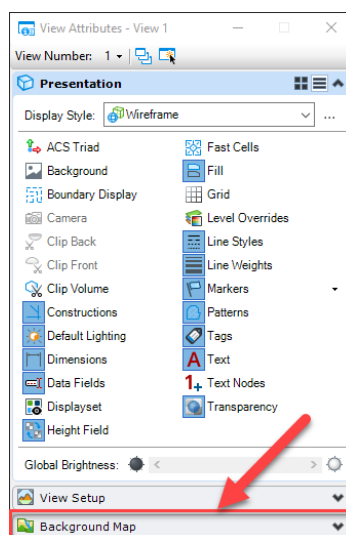 View Attributes - View 1
View Number: 1
Presentation
Display Style: Wireframe ...
ACS Triad Fast Cells
Background Fill
Boundary Display Grid
Camera Level Overrides
Clip Back Line Styles
Clip Front Line Weights
Clip Volume Markers
Constructions Patterns
Default Lighting Tags
Dimensions Text
Data Fields Text Nodes
Displayset Transparency
Height Field
Global Brightness:
View Setup
Background Map